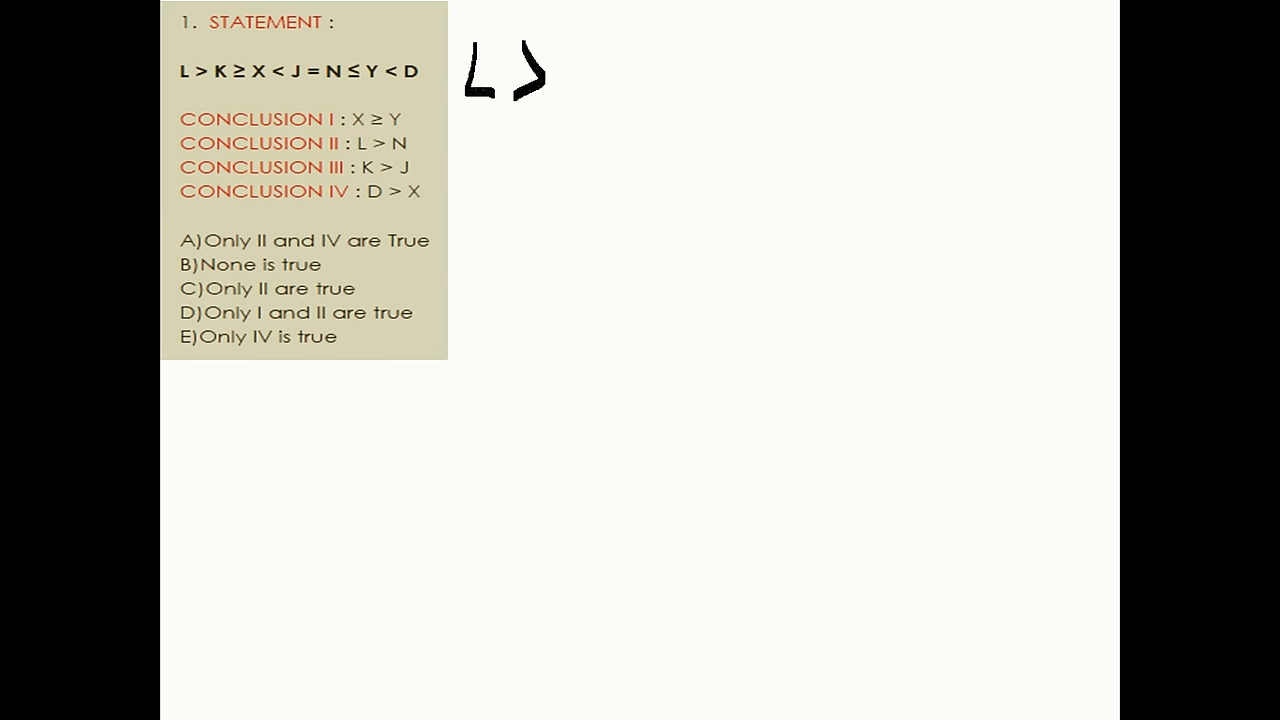 1. STATEMENT :
L > K ≥ X < J = N ≤ Y < D
L >
CONCLUSION I : X ≥ Y
CONCLUSION II : L > N
CONCLUSION III : K > J
CONCLUSION IV : D > X
A)Only II and IV are True
B)None is true
C)Only II are true
D)Only I and II are true
E)Only IV is true